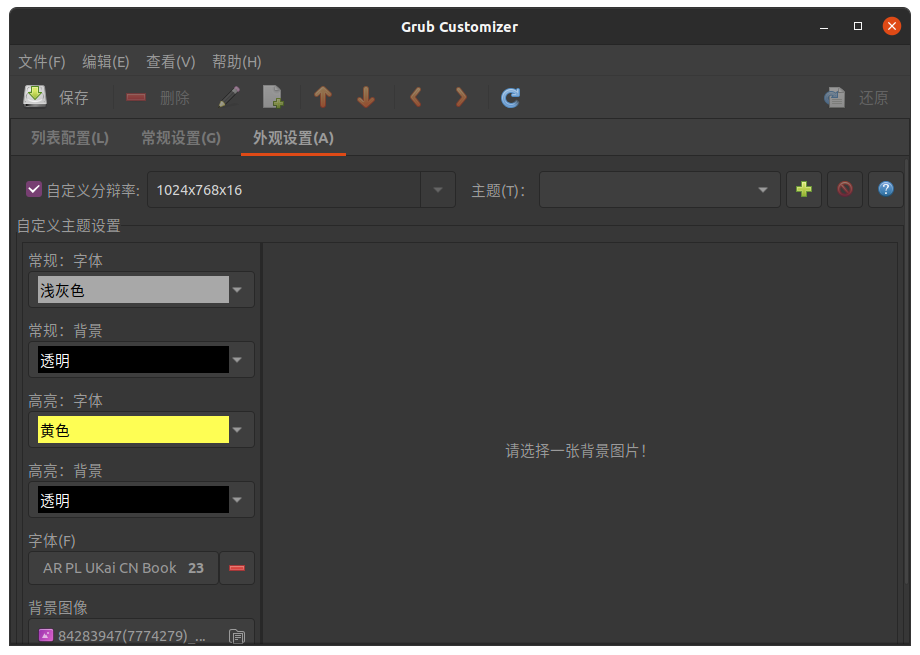 Grub Customizer
文件(F) 编辑(E) 查看(V) 帮助(H)
保存 删除 还原
列表配置(L) 常规设置(G) 外观设置(A)
自定义分辩率: 1024x768x16 主题(T):
自定义主题设置
常规：字体
浅灰色
常规：背景
透明
高亮：字体
黄色
高亮：背景
透明
请选择一张背景图片!
字体(F)
AR PL UKai CN Book 23
背景图像
84283947(7774279)_...